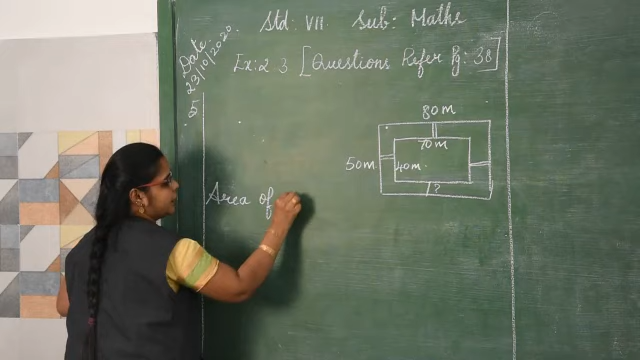 Std: VII Sub: Maths
Date
23/10/2020.
Ex: 2.3 [Questions Refer Pg: 38]
5
80m
70m
50m
40m.
?
Area of